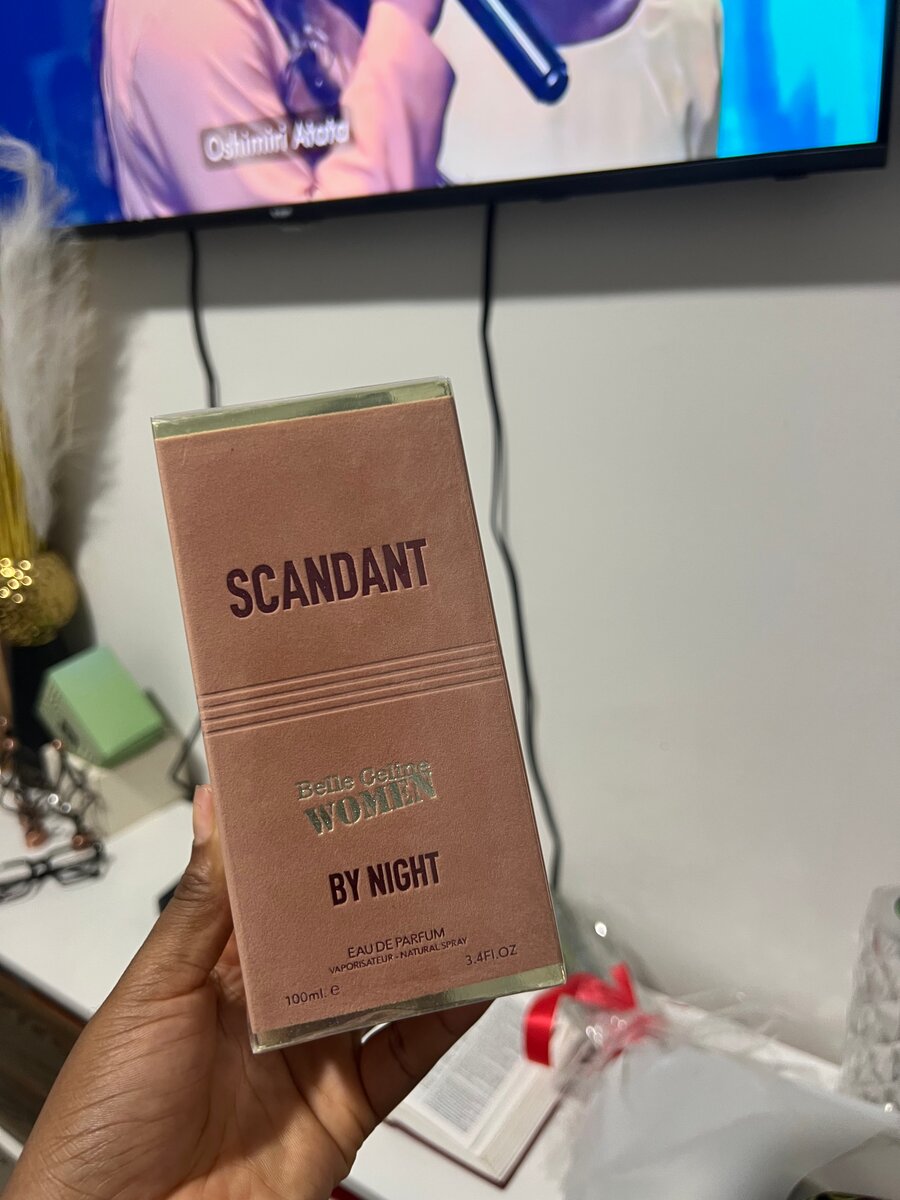 Oshimiri Atata
SCANDANT
Belle Celine
WOMEN
BY NIGHT
EAU DE PARFUM
VAPORISATEUR - NATURAL SPRAY
100ml. e 3.4Fl.OZ